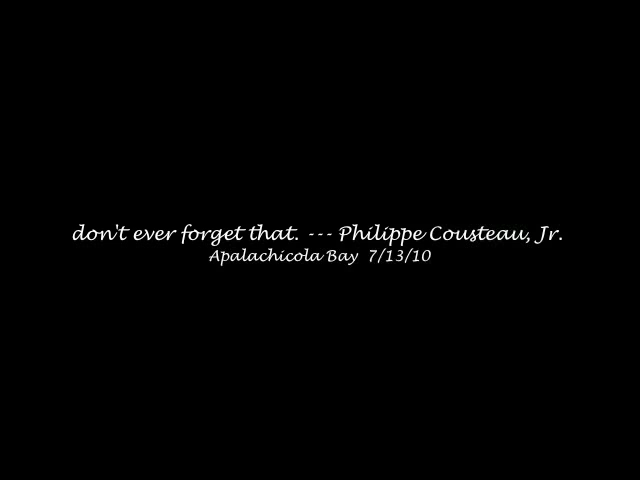 don't ever forget that. --- Philippe Cousteau, Jr.
Apalachicola Bay 7/13/10